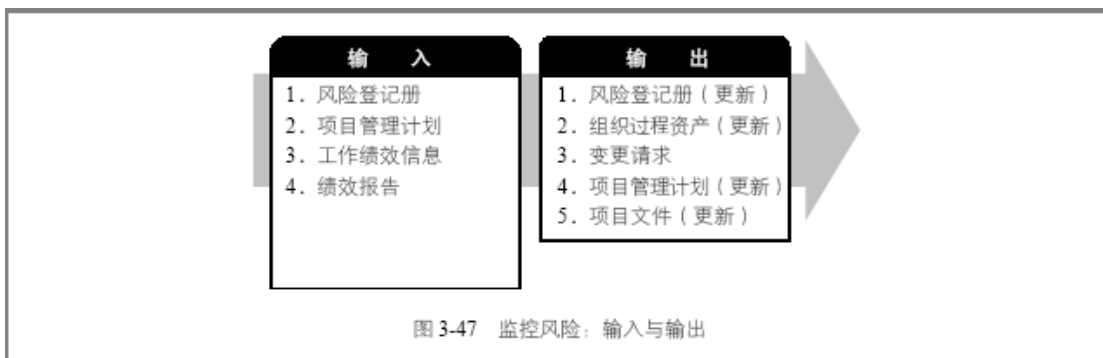 输 入
1. 风险登记册
2. 项目管理计划
3. 工作绩效信息
4. 绩效报告
输 出
1. 风险登记册（更新）
2. 组织过程资产（更新）
3. 变更请求
4. 项目管理计划（更新）
5. 项目文件（更新）
图 3-47 监控风险：输入与输出